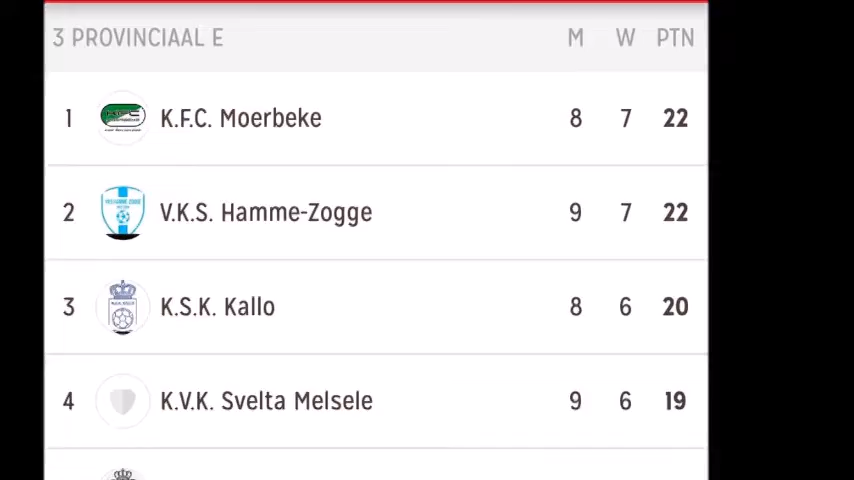 3 PROVINCIAAL E M W PTN
1 K.F.C. Moerbeke 8 7 22
2 V.K.S. Hamme-Zogge 9 7 22
3 K.S.K. Kallo 8 6 20
4 K.V.K. Svelta Melsele 9 6 19